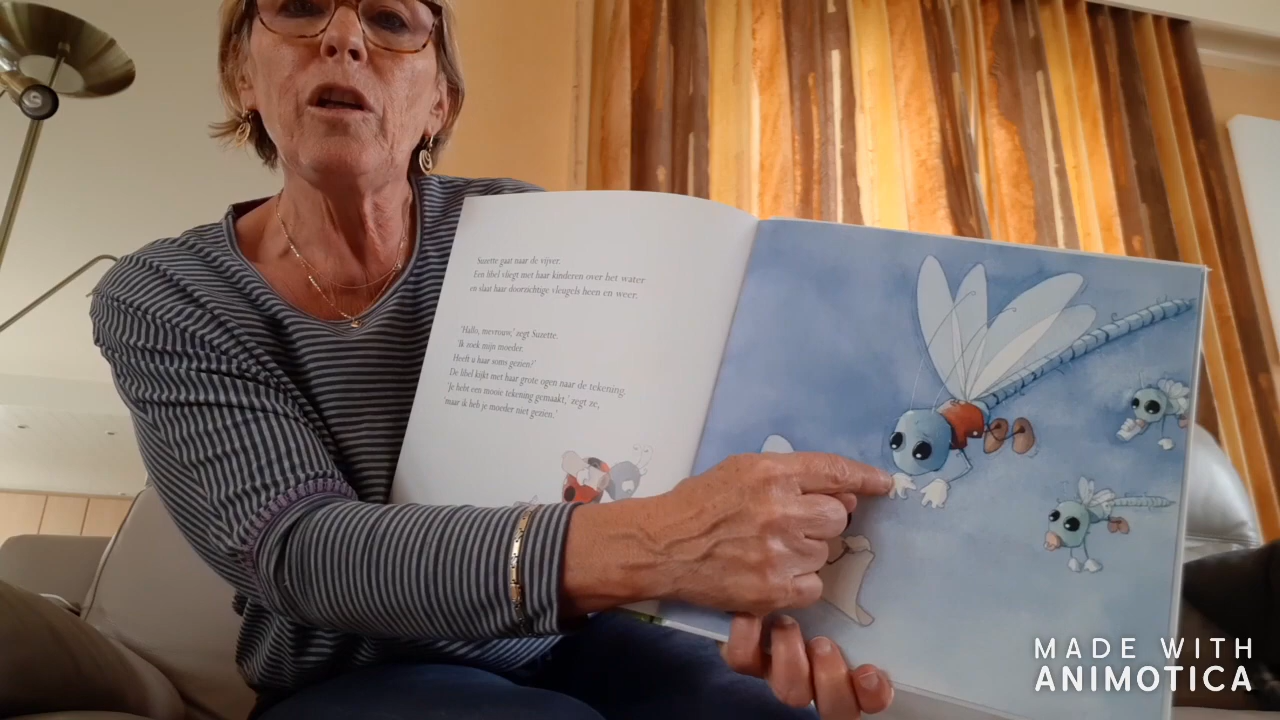 Suzette gaat naar de vijver.
Een libel vliegt met haar kinderen over het water
en slaat haar doorzichtige vleugels heen en weer.
'Hallo, mevrouw,' zegt Suzette.
'Ik zoek mijn moeder.
Heeft u haar soms gezien?'
De libel kijkt met haar grote ogen naar de tekening.
'Je hebt een mooie tekening gemaakt,' zegt ze,
'maar ik heb je moeder niet gezien.'
MADE WITH
ANIMOTICA